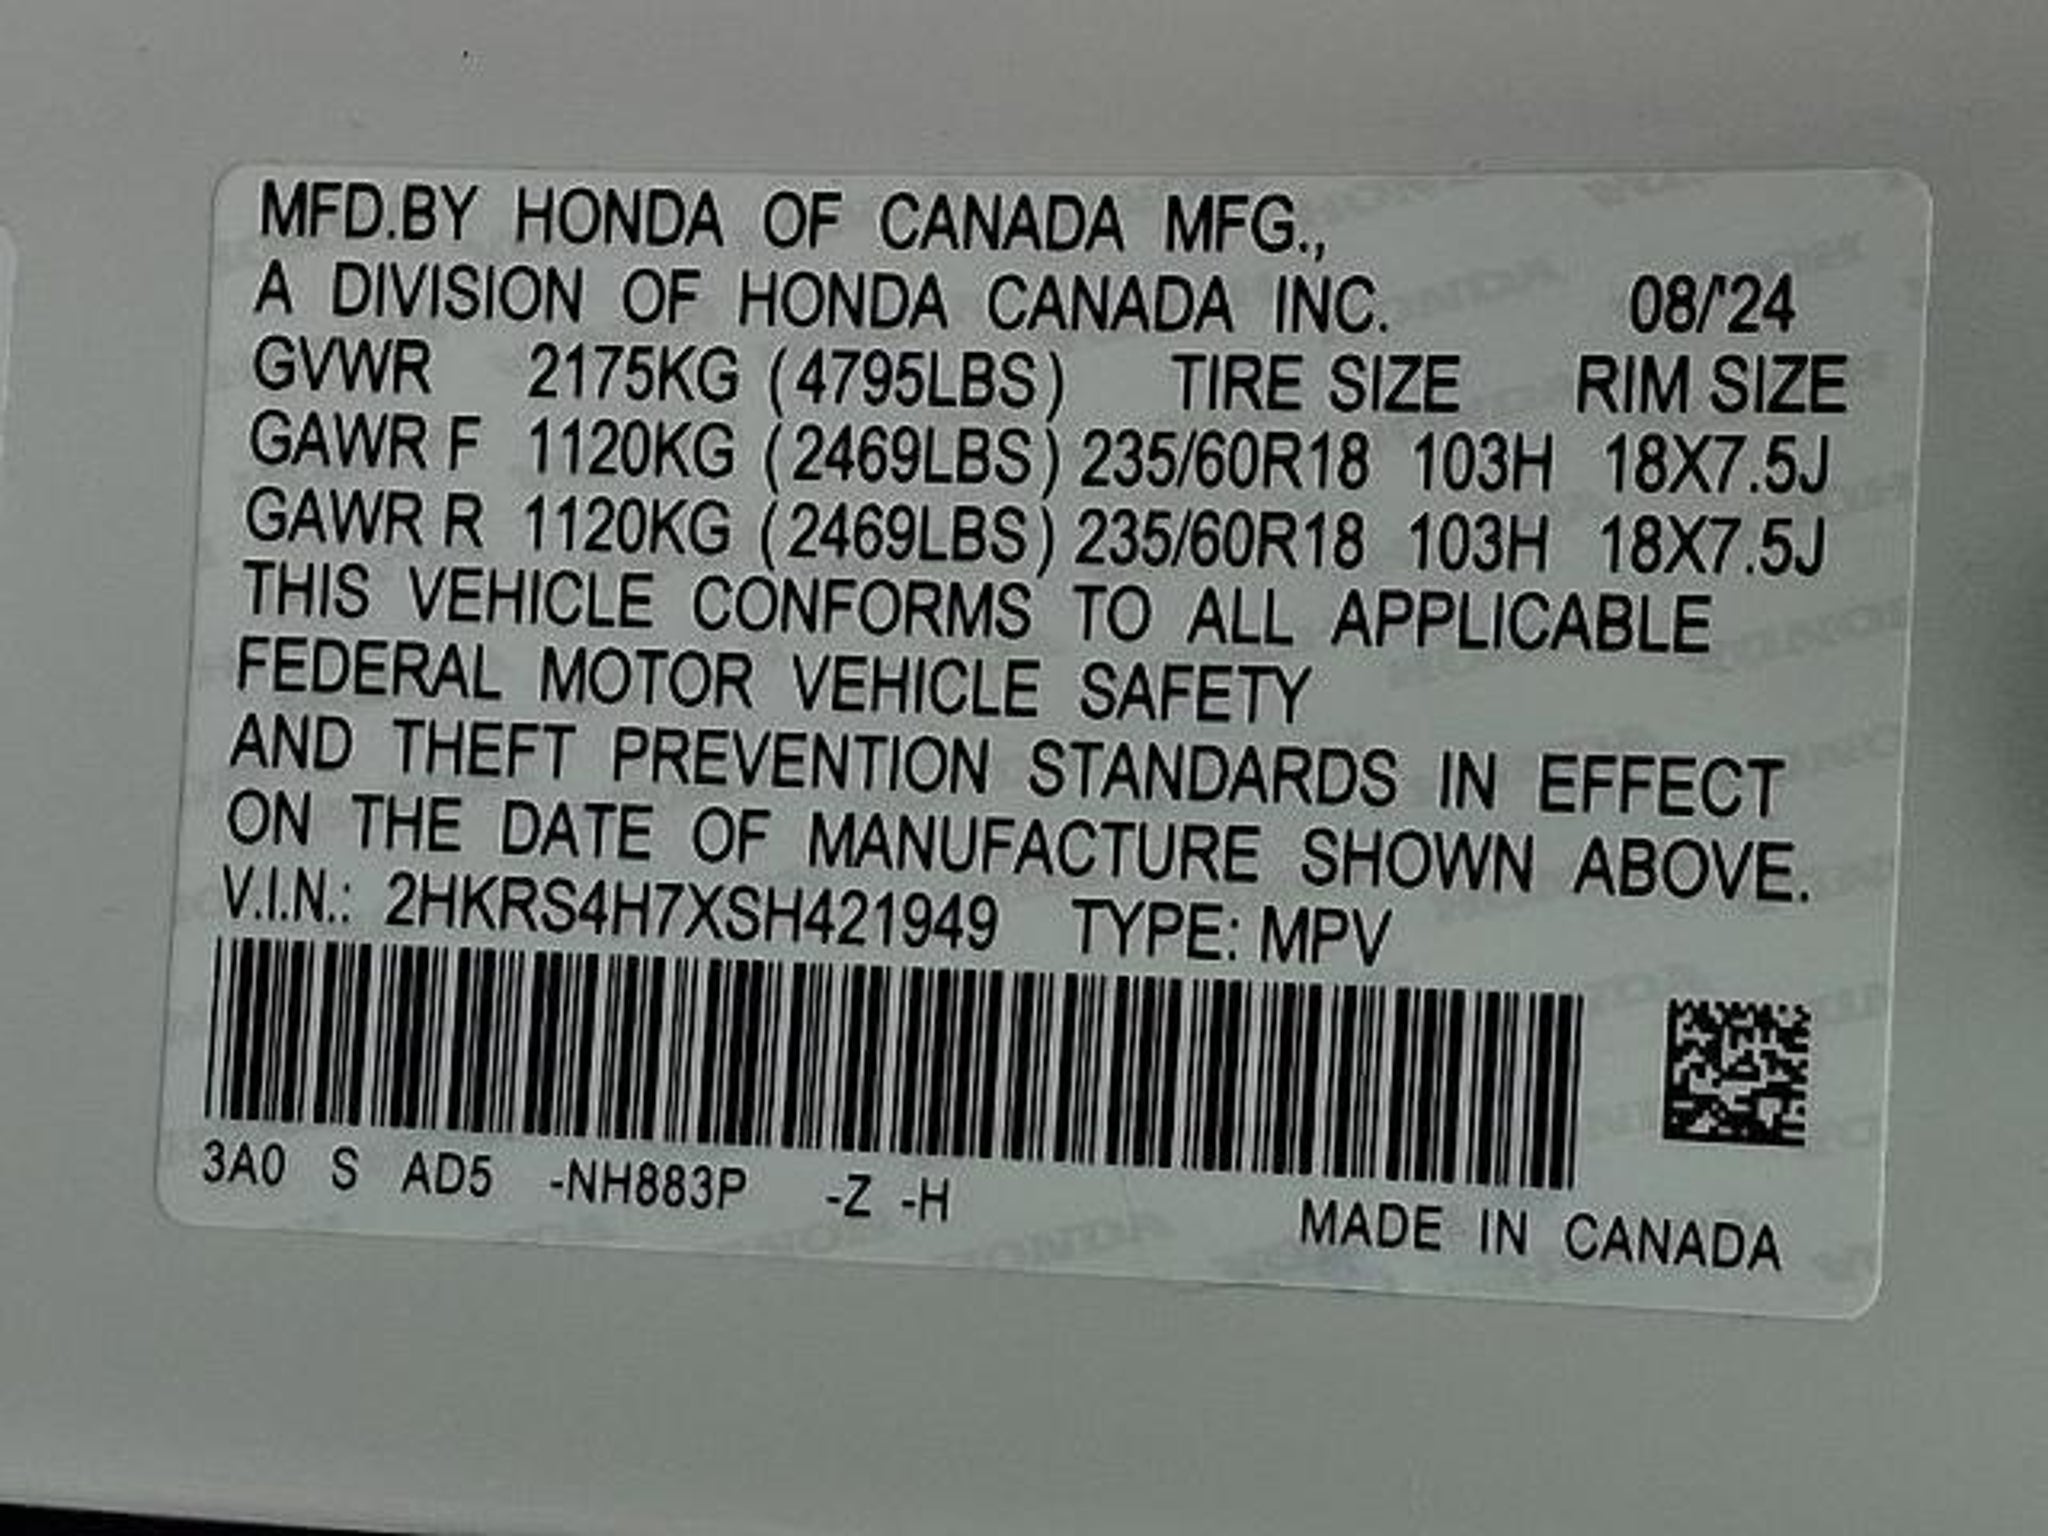 MFD.BY HONDA OF CANADA MFG.,
A DIVISION OF HONDA CANADA INC. 08/'24
GVWR 2175KG (4795LBS) TIRE SIZE RIM SIZE
GAWR F 1120KG (2469LBS) 235/60R18 103H 18X7.5J
GAWR R 1120KG (2469LBS) 235/60R18 103H 18X7.5J
THIS VEHICLE CONFORMS TO ALL APPLICABLE
FEDERAL MOTOR VEHICLE SAFETY
AND THEFT PREVENTION STANDARDS IN EFFECT
ON THE DATE OF MANUFACTURE SHOWN ABOVE.
V.I.N.: 2HKRS4H7XSH421949 TYPE: MPV
3A0 S AD5 -NH883P -Z -H
MADE IN CANADA